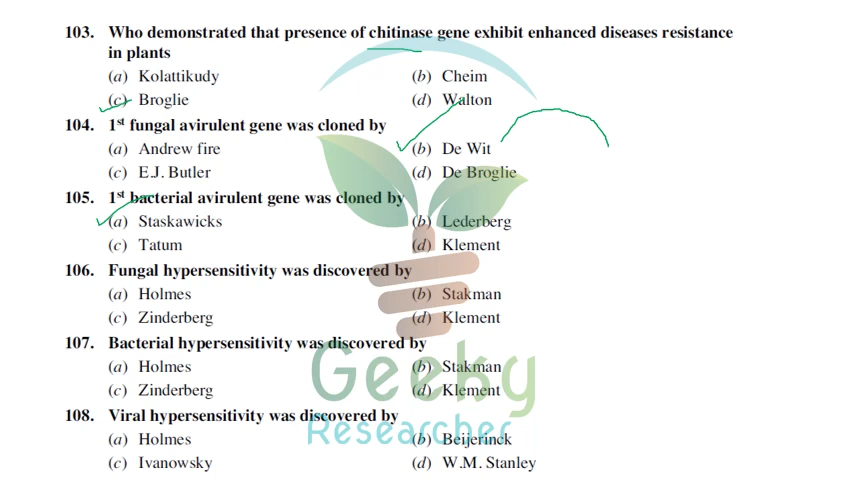 103. Who demonstrated that presence of chitinase gene exhibit enhanced diseases resistance
in plants
(a) Kolattikudy (b) Cheim
(c) Broglie (d) Walton
104. 1st fungal avirulent gene was cloned by
(a) Andrew fire (b) De Wit
(c) E.J. Butler (d) De Broglie
105. 1st bacterial avirulent gene was cloned by
(a) Staskawicks (b) Lederberg
(c) Tatum (d) Klement
106. Fungal hypersensitivity was discovered by
(a) Holmes (b) Stakman
(c) Zinderberg (d) Klement
107. Bacterial hypersensitivity was discovered by
(a) Holmes (b) Stakman
(c) Zinderberg (d) Klement
108. Viral hypersensitivity was discovered by
(a) Holmes (b) Beijerinck
(c) Ivanowsky (d) W.M. Stanley
Geeky
Researcher